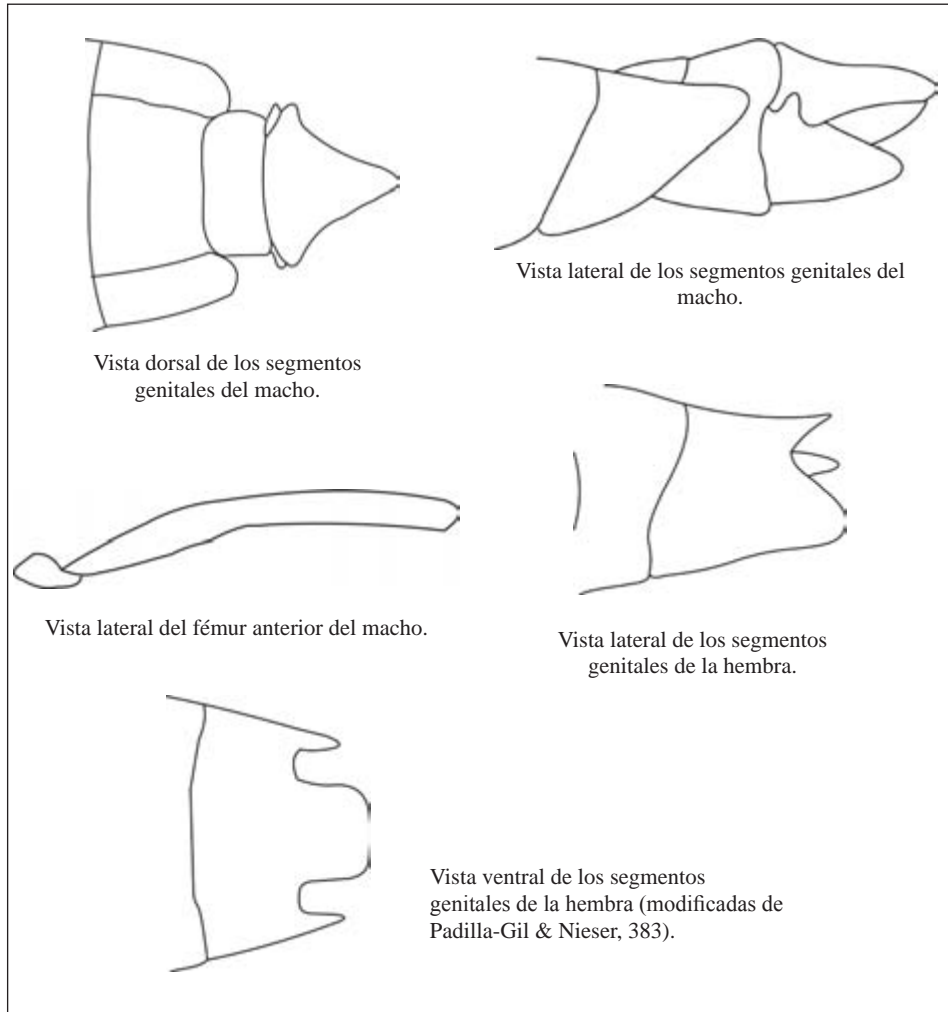 Vista dorsal de los segmentos
genitales del macho.
Vista lateral de los segmentos genitales del
macho.
Vista lateral del fémur anterior del macho.
Vista lateral de los segmentos
genitales de la hembra.
Vista ventral de los segmentos
genitales de la hembra (modificadas de
Padilla-Gil & Nieser, 383).